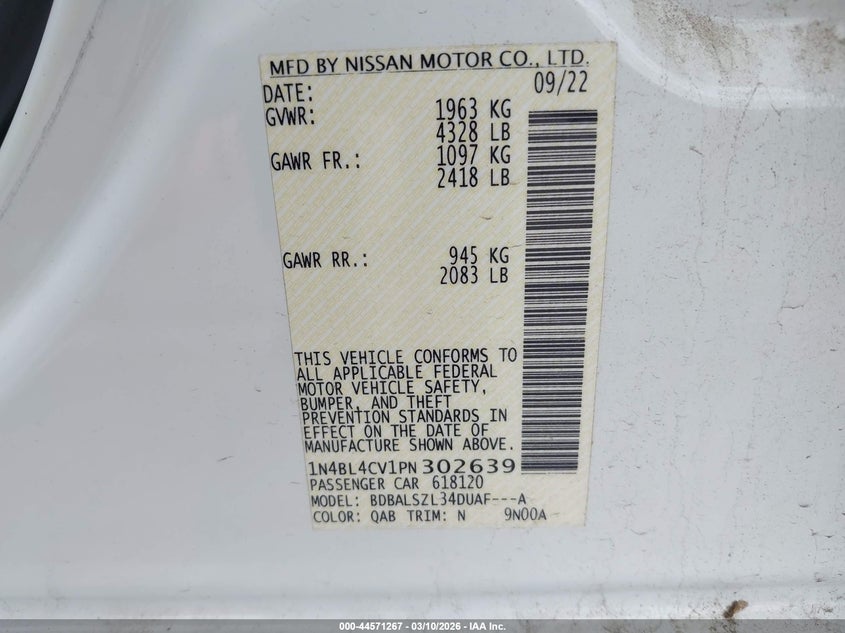 MFD BY NISSAN MOTOR CO., LTD.
DATE: 09/22
GVWR: 1963 KG
4328 LB
GAWR FR.: 1097 KG
2418 LB
GAWR RR.: 945 KG
2083 LB
THIS VEHICLE CONFORMS TO
ALL APPLICABLE FEDERAL
MOTOR VEHICLE SAFETY,
BUMPER, AND THEFT
PREVENTION STANDARDS IN
EFFECT ON THE DATE OF
MANUFACTURE SHOWN ABOVE.
1N4BL4CV1PN302639
PASSENGER CAR 618120
MODEL: BDBALSZL34DUAF---A
COLOR: QAB TRIM: N 9N00A
000-44571267 - 03/10/2026 - IAA Inc.